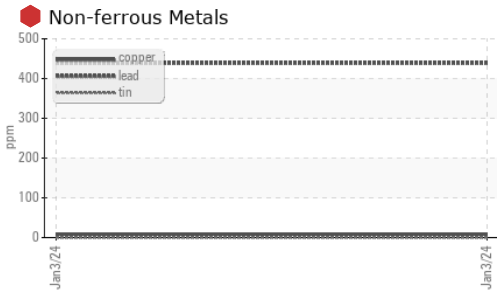 Non-ferrous Metals
500
400
300
200
100
0
ppm
copper
lead
tin
Jan3/24
Jan3/24